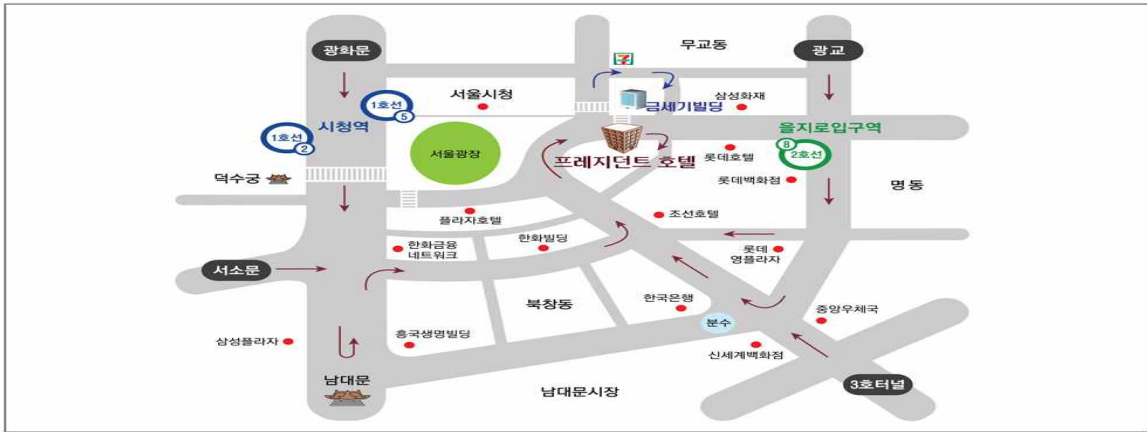 광화문
무교동
광교
7
서울시청
금세기빌딩
삼성화재
1호선
5
시청역
1호선
2
서울광장
프레지던트 호텔
을지로입구역
8
2호선
롯데호텔
롯데백화점
명동
덕수궁
플라자호텔
조선호텔
한화금융
네트워크
한화빌딩
롯데
영플라자
서소문
북창동
한국은행
분수
중앙우체국
삼성플라자
흥국생명빌딩
신세계백화점
남대문
남대문시장
3호터널